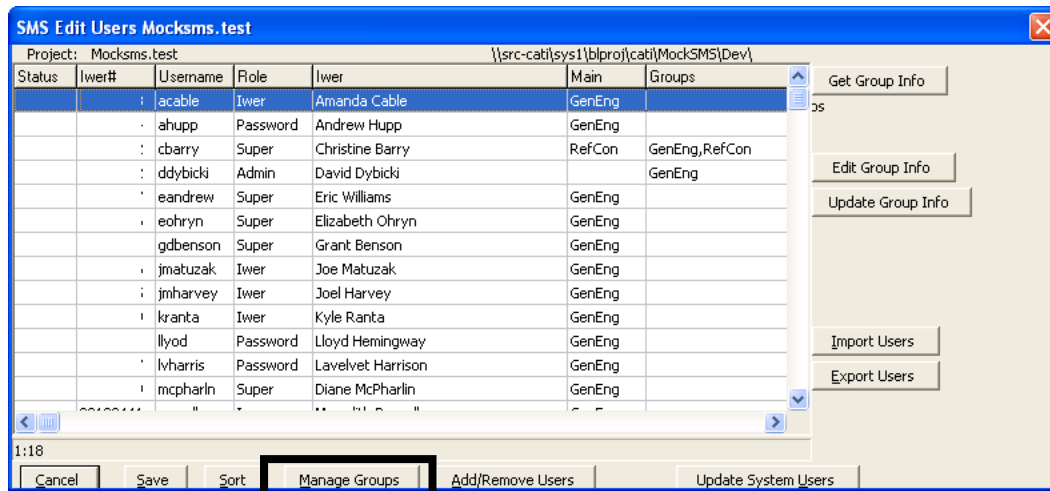 SMS Edit Users Mocksms.test
Project: Mocksms.test \\src-cati\sys1\blproj\cati\MockSMS\Dev\
Status Iwer# Username Role Iwer Main Groups
Get Group Info
acable Iwer Amanda Cable GenEng
ahupp Password Andrew Hupp GenEng
cbarry Super Christine Barry RefCon GenEng,RefCon
ddybicki Admin David Dybicki GenEng
Edit Group Info
eandrew Super Eric Williams GenEng
Update Group Info
eohryn Super Elizabeth Ohryn GenEng
gdbenson Super Grant Benson GenEng
jmatuzak Iwer Joe Matuzak GenEng
jmharvey Iwer Joel Harvey GenEng
kranta Iwer Kyle Ranta GenEng
llyod Password Lloyd Hemingway GenEng
Import Users
lvharris Password Lavelvet Harrison GenEng
mcpharln Super Diane McPharlin GenEng
Export Users
1:18
Cancel Save Sort Manage Groups Add/Remove Users Update System Users